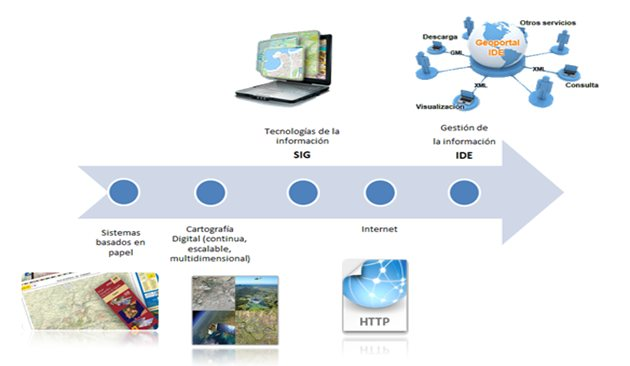 Otros servicios
Descarga
Geoportal
IDE
GML
XML
XML
Consulta
Visualización
Tecnologías de la
información
SIG
Gestión de
la información
IDE
Sistemas
basados en
papel
Cartografía
Digital (continua,
escalable,
multidimensional)
Internet
HTTP